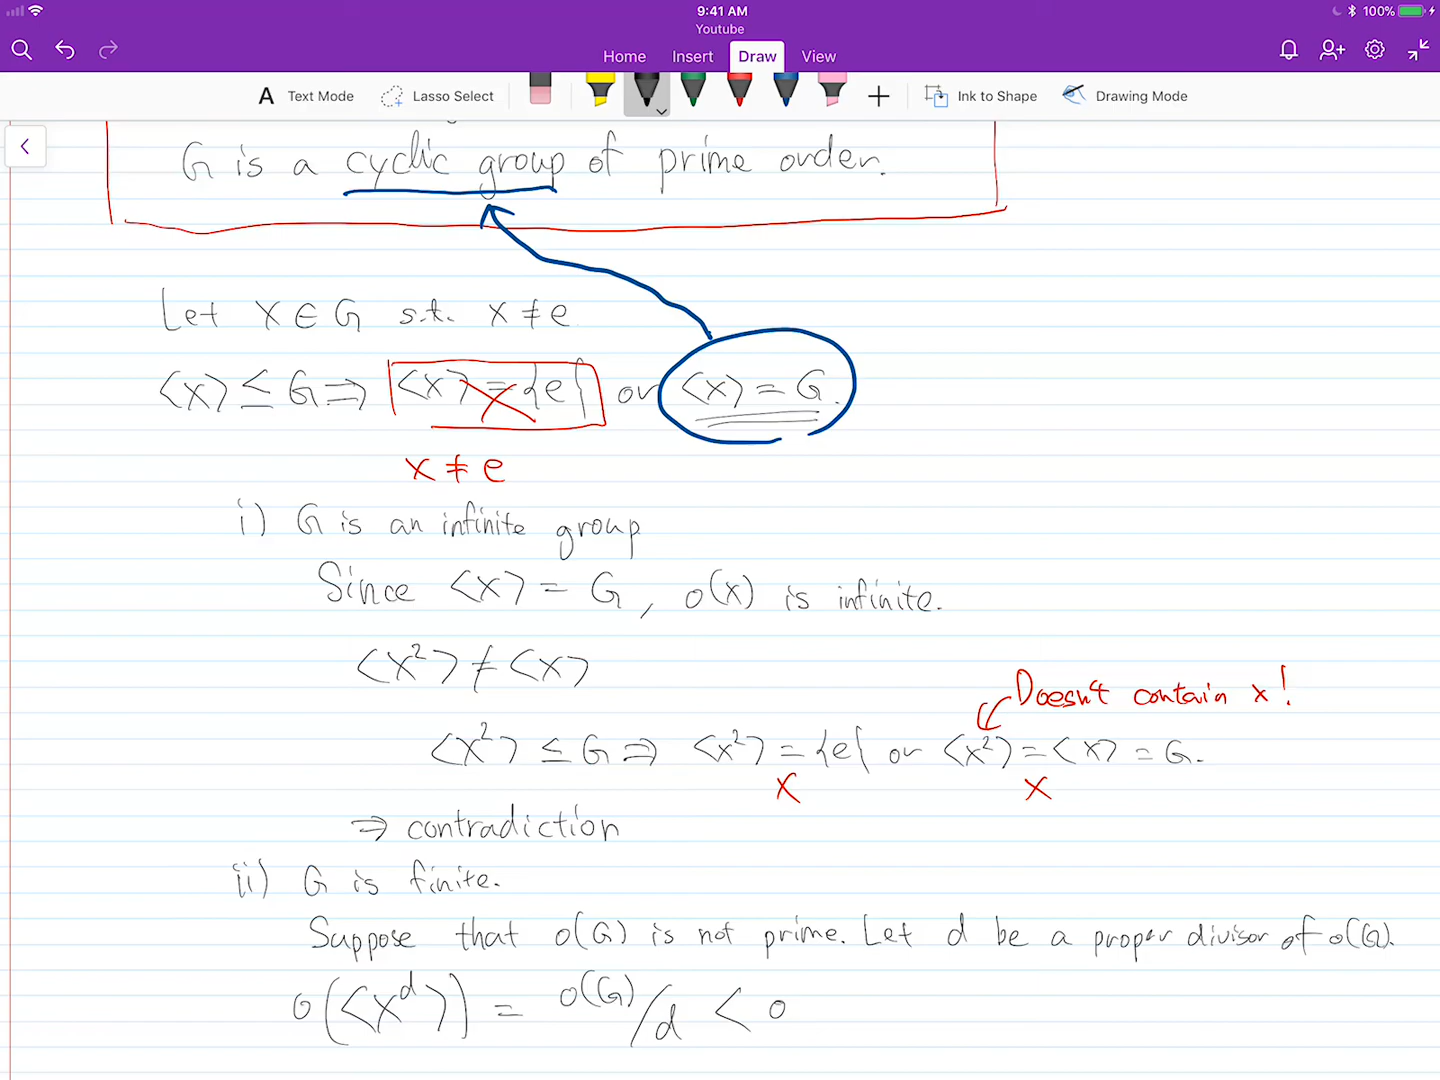 9:41 AM
100%
Youtube
Home Insert Draw View
A Text Mode Lasso Select Ink to Shape Drawing Mode
G is a cyclic group of prime order.
Let x ∈ G s.t. x ≠ e
<x> ≤ G ⇒ <x> = {e} or <x> = G.
x ≠ e
i) G is an infinite group
Since <x> = G, o(x) is infinite.
<x²> ≠ <x>
Doesn't contain x!
<x²> ≤ G ⇒ <x²> = {e} or <x²> = <x> = G.
x x
⇒ contradiction
ii) G is finite.
Suppose that o(G) is not prime. Let d be a proper divisor of o(G).
o(<x^d>) = o(G)/d < o